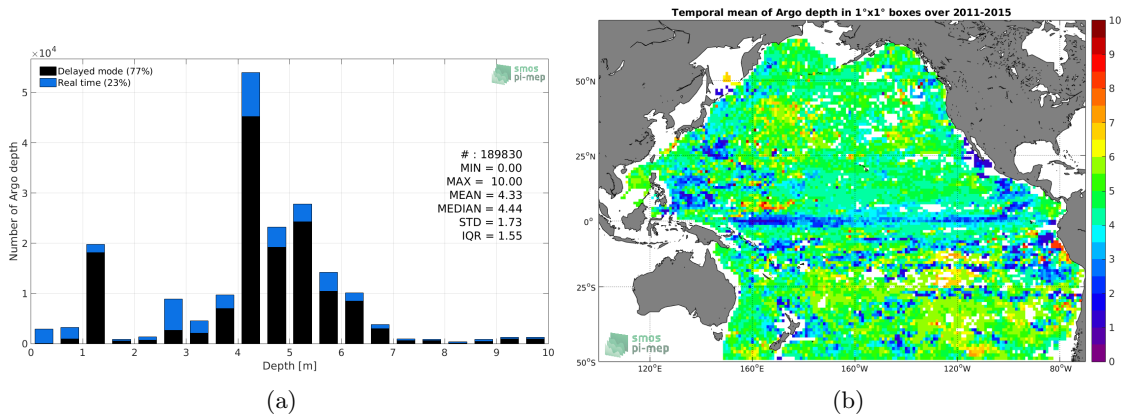 ×10⁴
Delayed mode (77%)
Real time (23%)
smos
pi-mep
5
4
3
2
1
0
Number of Argo depth
# : 189830
MIN = 0.00
MAX = 10.00
MEAN = 4.33
MEDIAN = 4.44
STD = 1.73
IQR = 1.55
0 1 2 3 4 5 6 7 8 9 10
Depth [m]
(a)
Temporal mean of Argo depth in 1°x1° boxes over 2011-2015
50°N
25°N
0°
25°S
50°S
120°E 160°E 160°W 120°W 80°W
smos
pi-mep
10
9
8
7
6
5
4
3
2
1
0
(b)